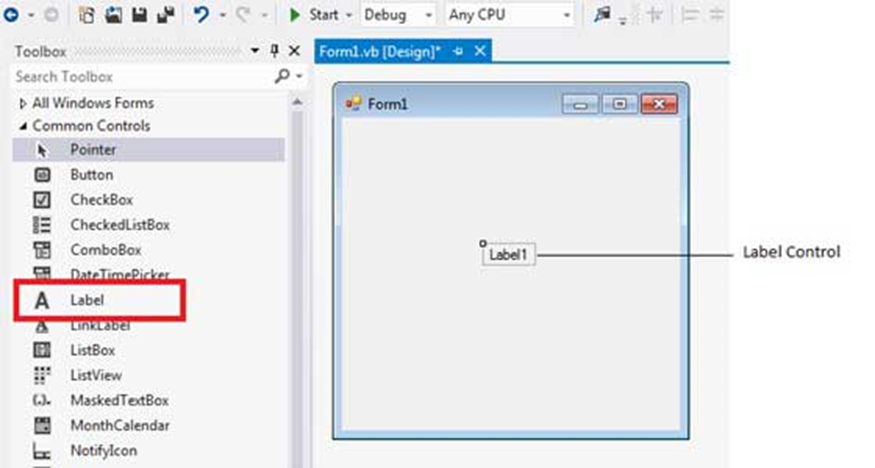 Start
Debug
Any CPU
Toolbox
Search Toolbox
All Windows Forms
Common Controls
Pointer
Button
CheckBox
CheckedListBox
ComboBox
DateTimePicker
Label
LinkLabel
ListBox
ListView
MaskedTextBox
MonthCalendar
NotifyIcon
Form1.vb [Design]*
Form1
Label1
Label Control